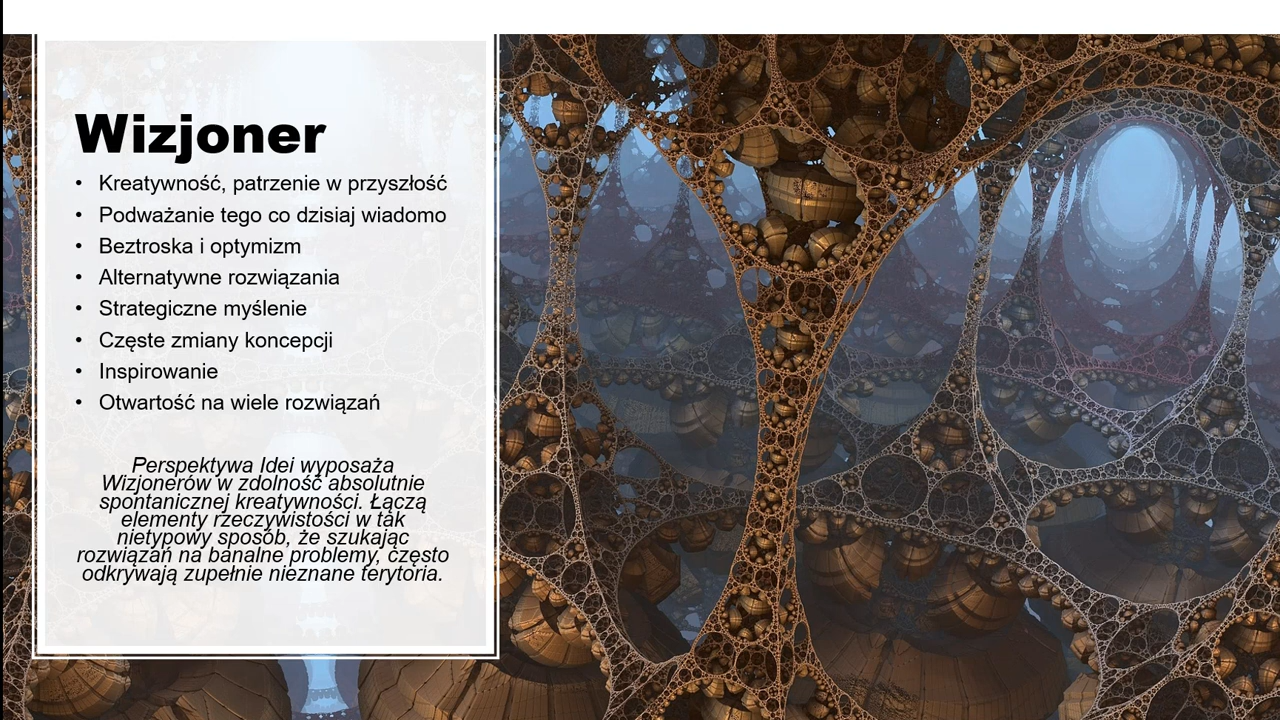 Wizjoner
• Kreatywność, patrzenie w przyszłość
• Podważanie tego co dzisiaj wiadomo
• Beztroska i optymizm
• Alternatywne rozwiązania
• Strategiczne myślenie
• Częste zmiany koncepcji
• Inspirowanie
• Otwartość na wiele rozwiązań
Perspektywa Idei wyposaża
Wizjonerów w zdolność absolutnie
spontanicznej kreatywności. Łączą
elementy rzeczywistości w tak
nietypowy sposób, że szukając
rozwiązań na banalne problemy, często
odkrywają zupełnie nieznane terytoria.